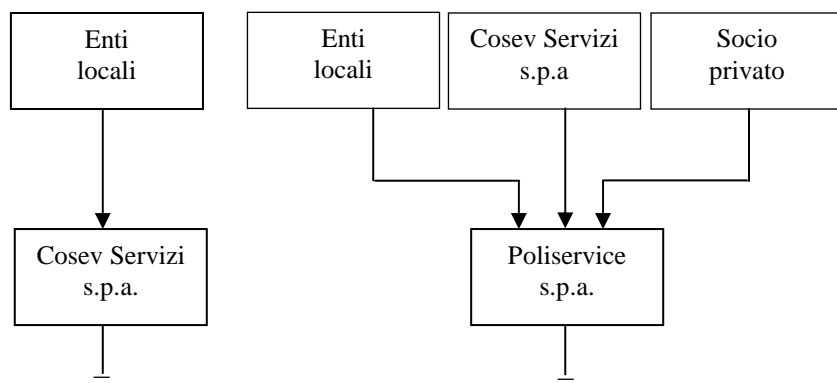 Enti
locali
Enti
locali
Cosev Servizi
s.p.a
Socio
privato
Cosev Servizi
s.p.a.
Poliservice
s.p.a.